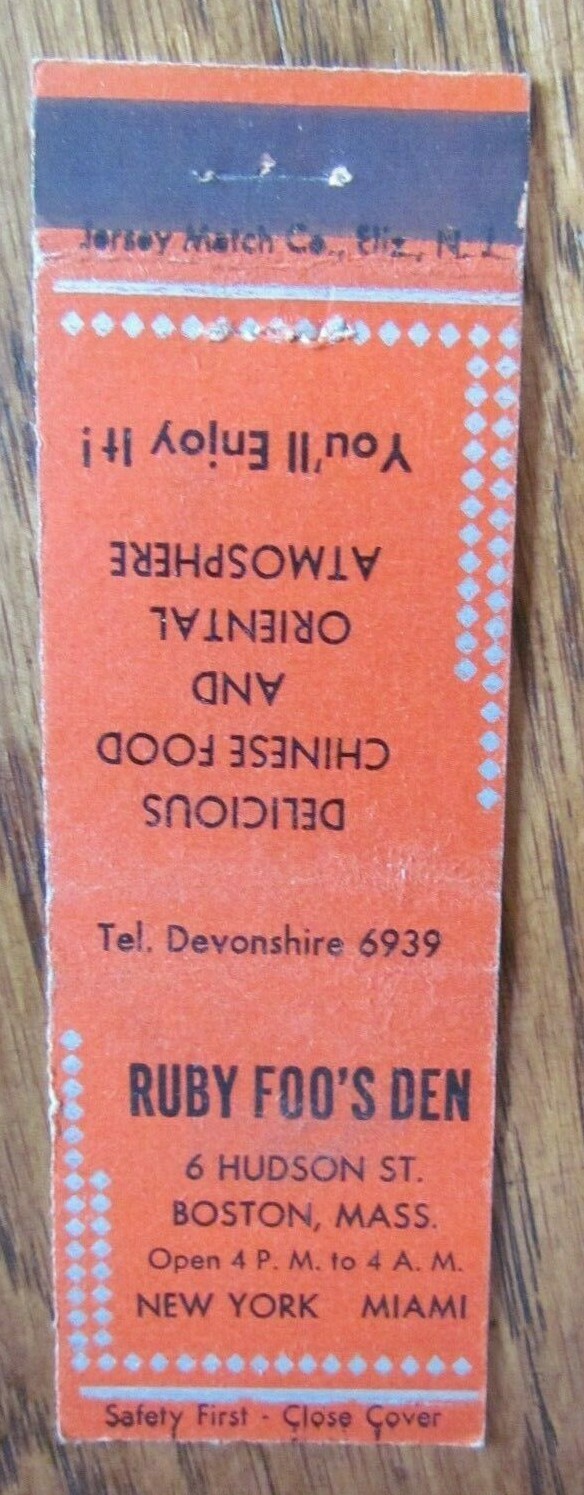 Jersey Match Co., Eliz., N. J.
DELICIOUS
CHINESE FOOD
AND
ORIENTAL
ATMOSPHERE
You'll Enjoy It!
Tel. Devonshire 6939
RUBY FOO'S DEN
6 HUDSON ST.
BOSTON, MASS.
Open 4 P. M. to 4 A. M.
NEW YORK MIAMI
Safety First - Close Cover